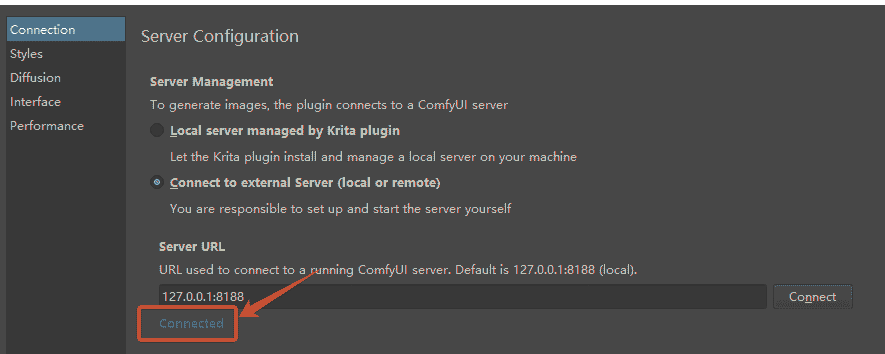 Connection
Styles
Diffusion
Interface
Performance
Server Configuration
Server Management
To generate images, the plugin connects to a ComfyUI server
Local server managed by Krita plugin
Let the Krita plugin install and manage a local server on your machine
Connect to external Server (local or remote)
You are responsible to set up and start the server yourself
Server URL
URL used to connect to a running ComfyUI server. Default is 127.0.0.1:8188 (local).
127.0.0.1:8188
Connect
Connected